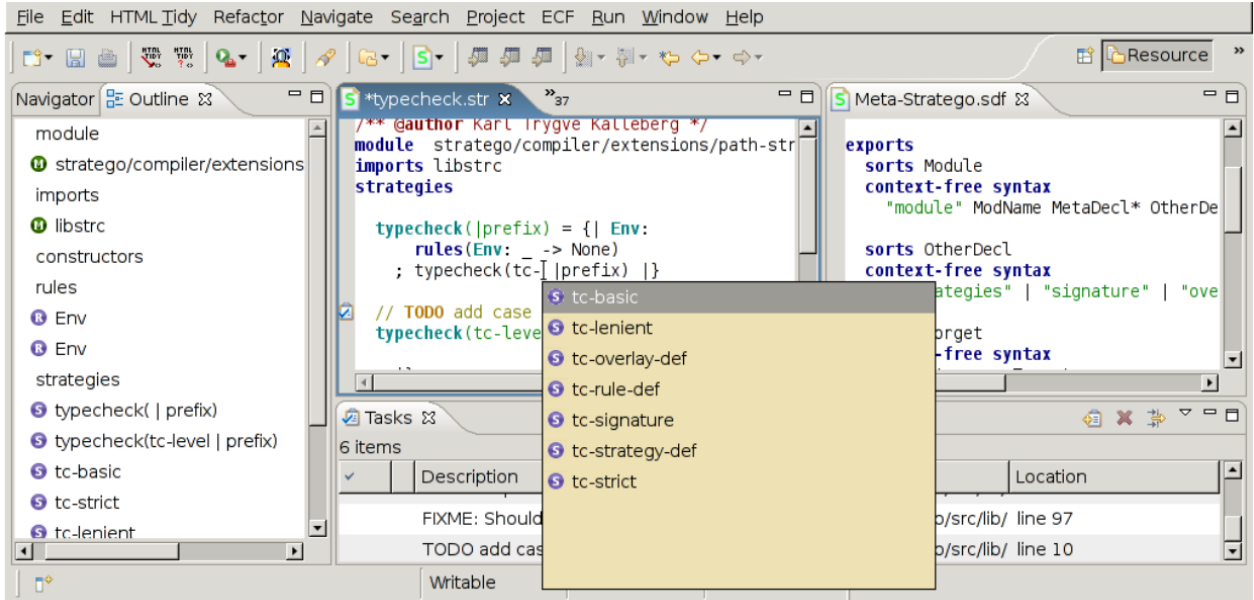 File Edit HTML Tidy Refactor Navigate Search Project ECF Run Window Help
Resource »
Navigator Outline
module
stratego/compiler/extensions
imports
libstrc
constructors
rules
Env
Env
strategies
typecheck( | prefix)
typecheck(tc-level | prefix)
tc-basic
tc-strict
tc-lenient
*typecheck.str »37
/** @author Karl Trygve Kalleberg */
module stratego/compiler/extensions/path-str
imports libstrc
strategies
typecheck(|prefix) = {| Env:
rules(Env: _ -> None)
; typecheck(tc- |prefix) |}
// TODO add case
typecheck(tc-leve
tc-basic
tc-lenient
tc-overlay-def
tc-rule-def
tc-signature
tc-strategy-def
tc-strict
Meta-Stratego.sdf
exports
sorts Module
context-free syntax
"module" ModName MetaDecl* OtherDe
sorts OtherDecl
context-free syntax
ategies" | "signature" | "ove
orget
-free syntax
Tasks
6 items
Description Location
FIXME: Should o/src/lib/ line 97
TODO add cas o/src/lib/ line 10
Writable